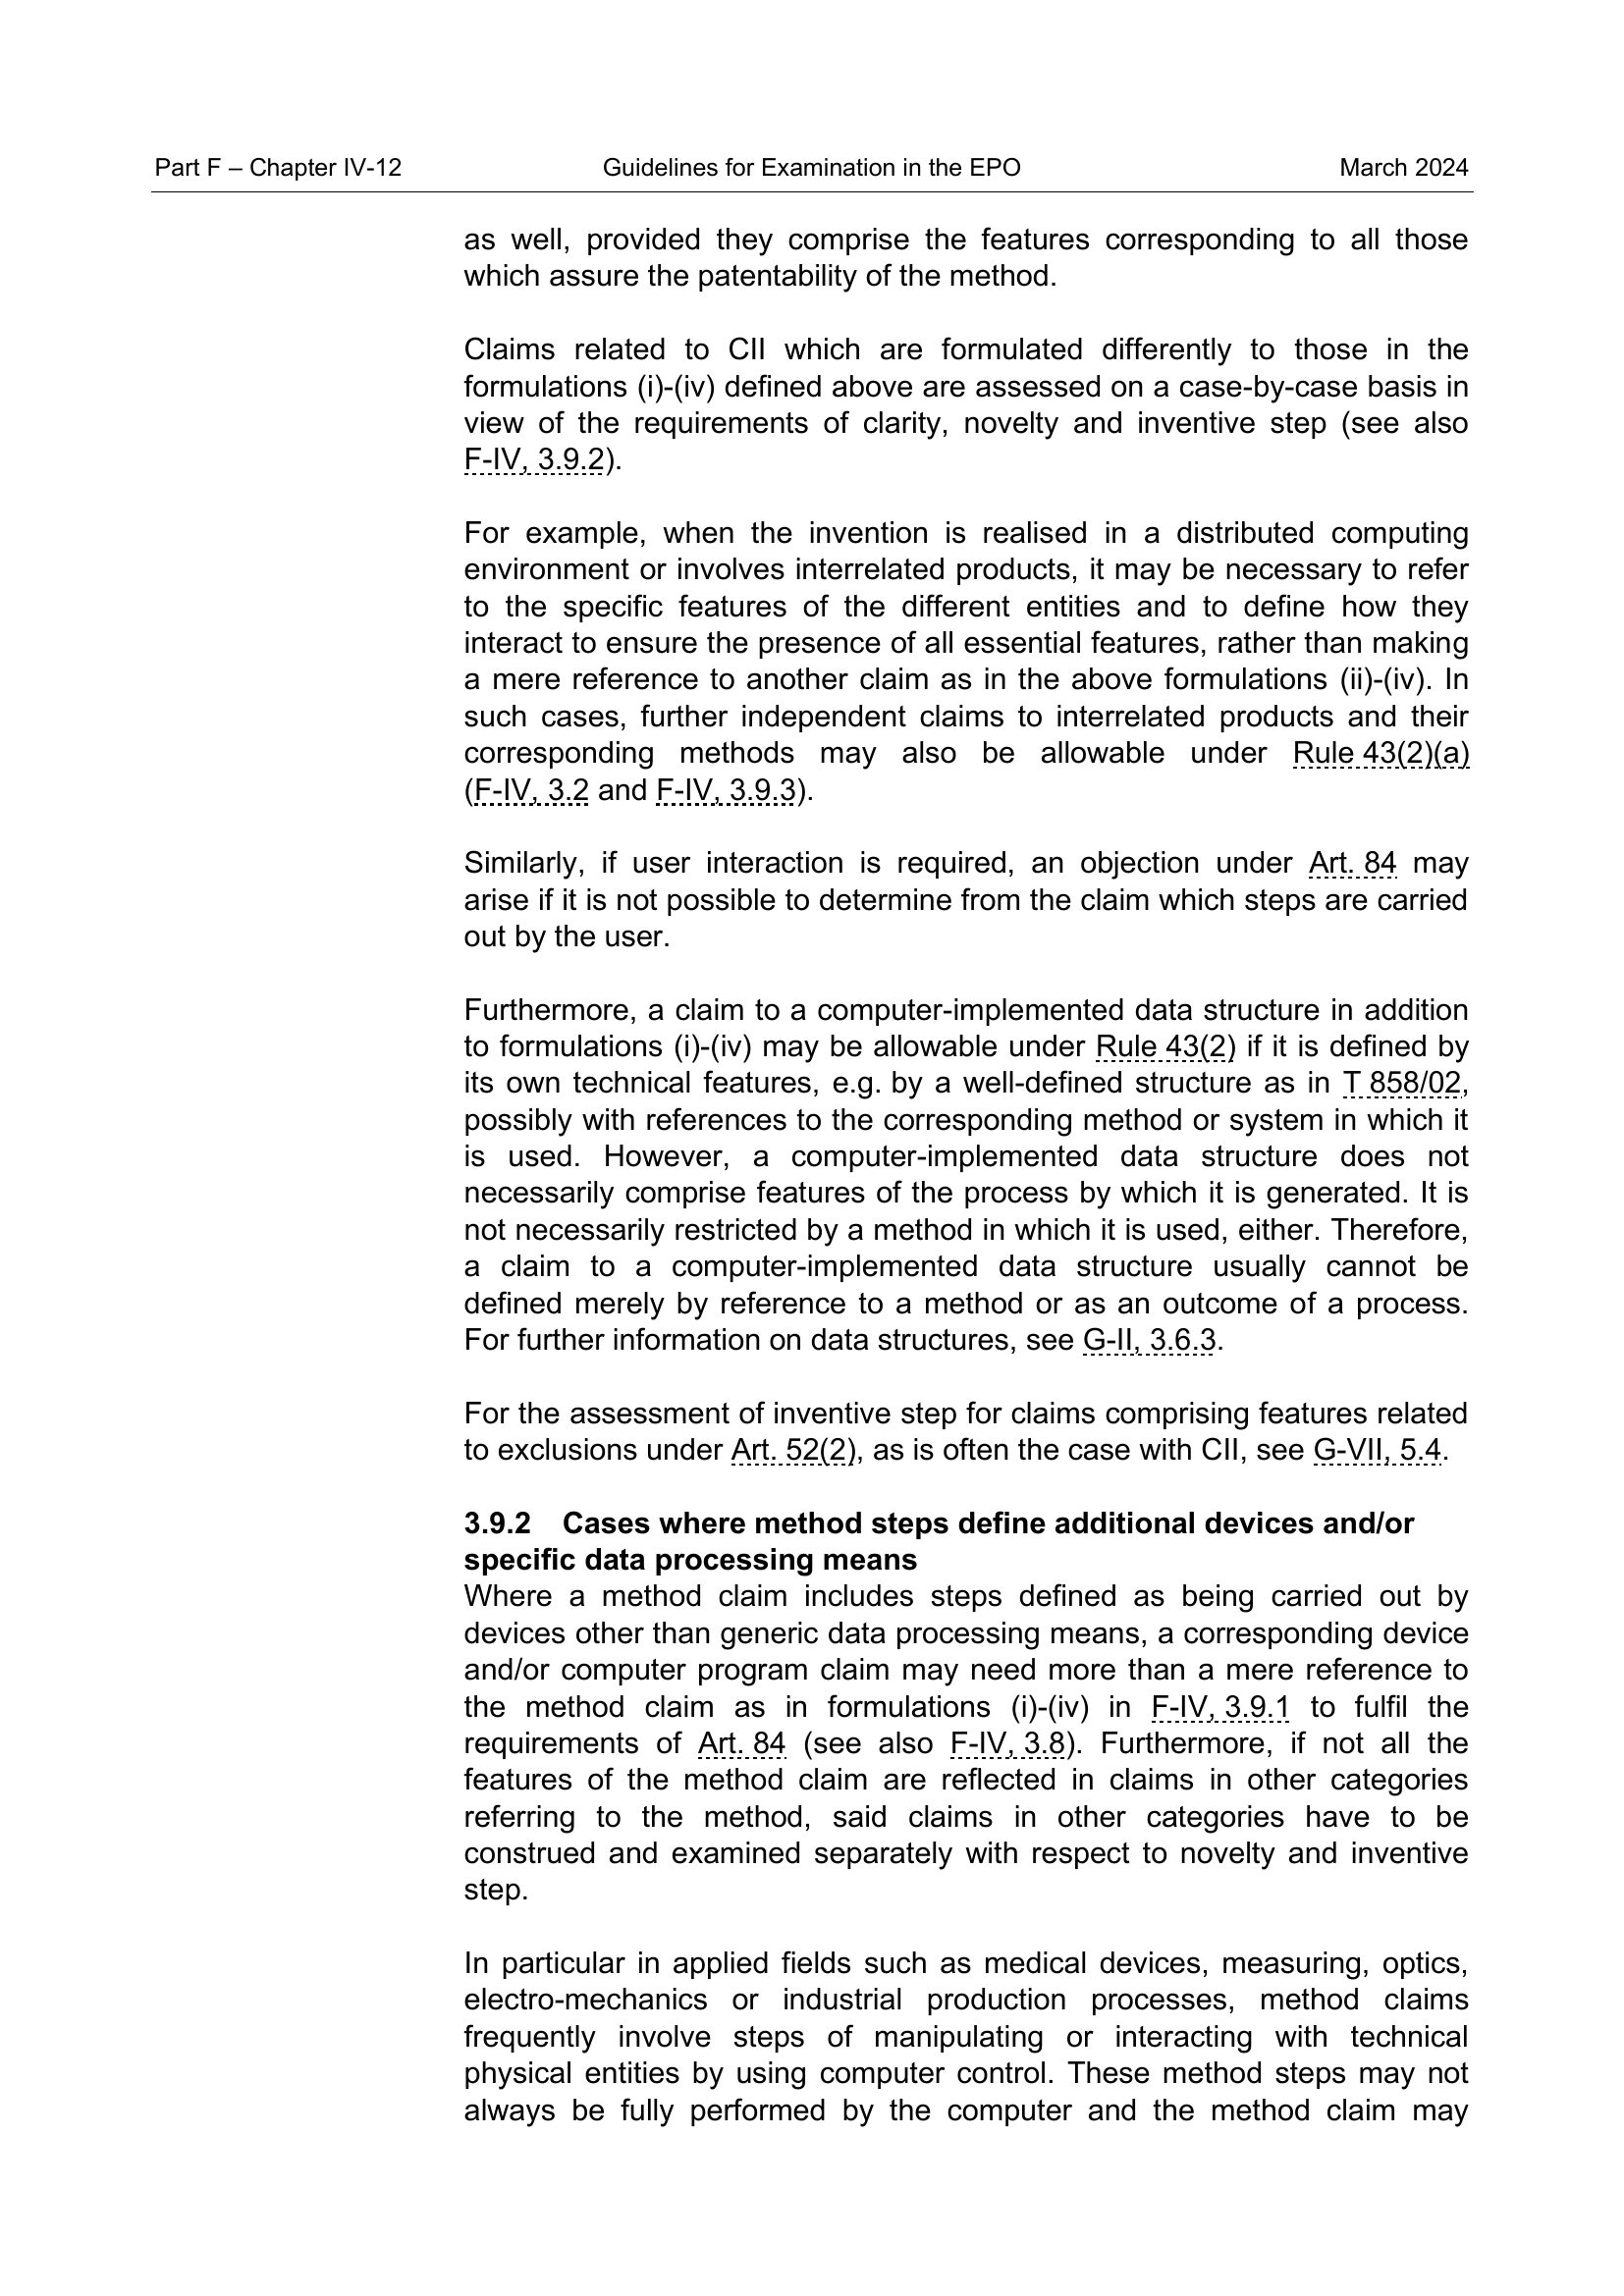 Part F – Chapter IV-12 Guidelines for Examination in the EPO March 2024
as well, provided they comprise the features corresponding to all those
which assure the patentability of the method.
Claims related to CII which are formulated differently to those in the
formulations (i)-(iv) defined above are assessed on a case-by-case basis in
view of the requirements of clarity, novelty and inventive step (see also
F-IV, 3.9.2).
For example, when the invention is realised in a distributed computing
environment or involves interrelated products, it may be necessary to refer
to the specific features of the different entities and to define how they
interact to ensure the presence of all essential features, rather than making
a mere reference to another claim as in the above formulations (ii)-(iv). In
such cases, further independent claims to interrelated products and their
corresponding methods may also be allowable under Rule 43(2)(a)
(F-IV, 3.2 and F-IV, 3.9.3).
Similarly, if user interaction is required, an objection under Art. 84 may
arise if it is not possible to determine from the claim which steps are carried
out by the user.
Furthermore, a claim to a computer-implemented data structure in addition
to formulations (i)-(iv) may be allowable under Rule 43(2) if it is defined by
its own technical features, e.g. by a well-defined structure as in T 858/02,
possibly with references to the corresponding method or system in which it
is used. However, a computer-implemented data structure does not
necessarily comprise features of the process by which it is generated. It is
not necessarily restricted by a method in which it is used, either. Therefore,
a claim to a computer-implemented data structure usually cannot be
defined merely by reference to a method or as an outcome of a process.
For further information on data structures, see G-II, 3.6.3.
For the assessment of inventive step for claims comprising features related
to exclusions under Art. 52(2), as is often the case with CII, see G-VII, 5.4.
3.9.2 Cases where method steps define additional devices and/or
specific data processing means
Where a method claim includes steps defined as being carried out by
devices other than generic data processing means, a corresponding device
and/or computer program claim may need more than a mere reference to
the method claim as in formulations (i)-(iv) in F-IV, 3.9.1 to fulfil the
requirements of Art. 84 (see also F-IV, 3.8). Furthermore, if not all the
features of the method claim are reflected in claims in other categories
referring to the method, said claims in other categories have to be
construed and examined separately with respect to novelty and inventive
step.
In particular in applied fields such as medical devices, measuring, optics,
electro-mechanics or industrial production processes, method claims
frequently involve steps of manipulating or interacting with technical
physical entities by using computer control. These method steps may not
always be fully performed by the computer and the method claim may